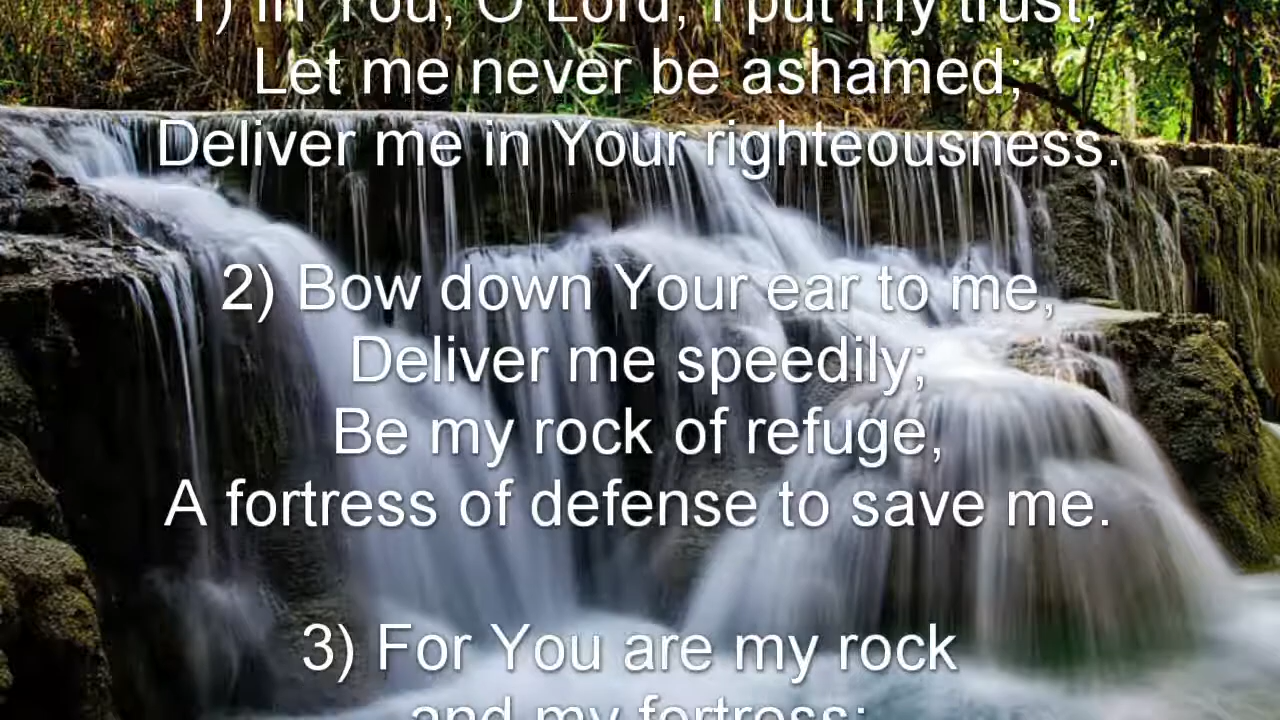 1) In You, O Lord, I put my trust;
Let me never be ashamed;
Deliver me in Your righteousness.
2) Bow down Your ear to me,
Deliver me speedily;
Be my rock of refuge,
A fortress of defense to save me.
3) For You are my rock
and my fortress;